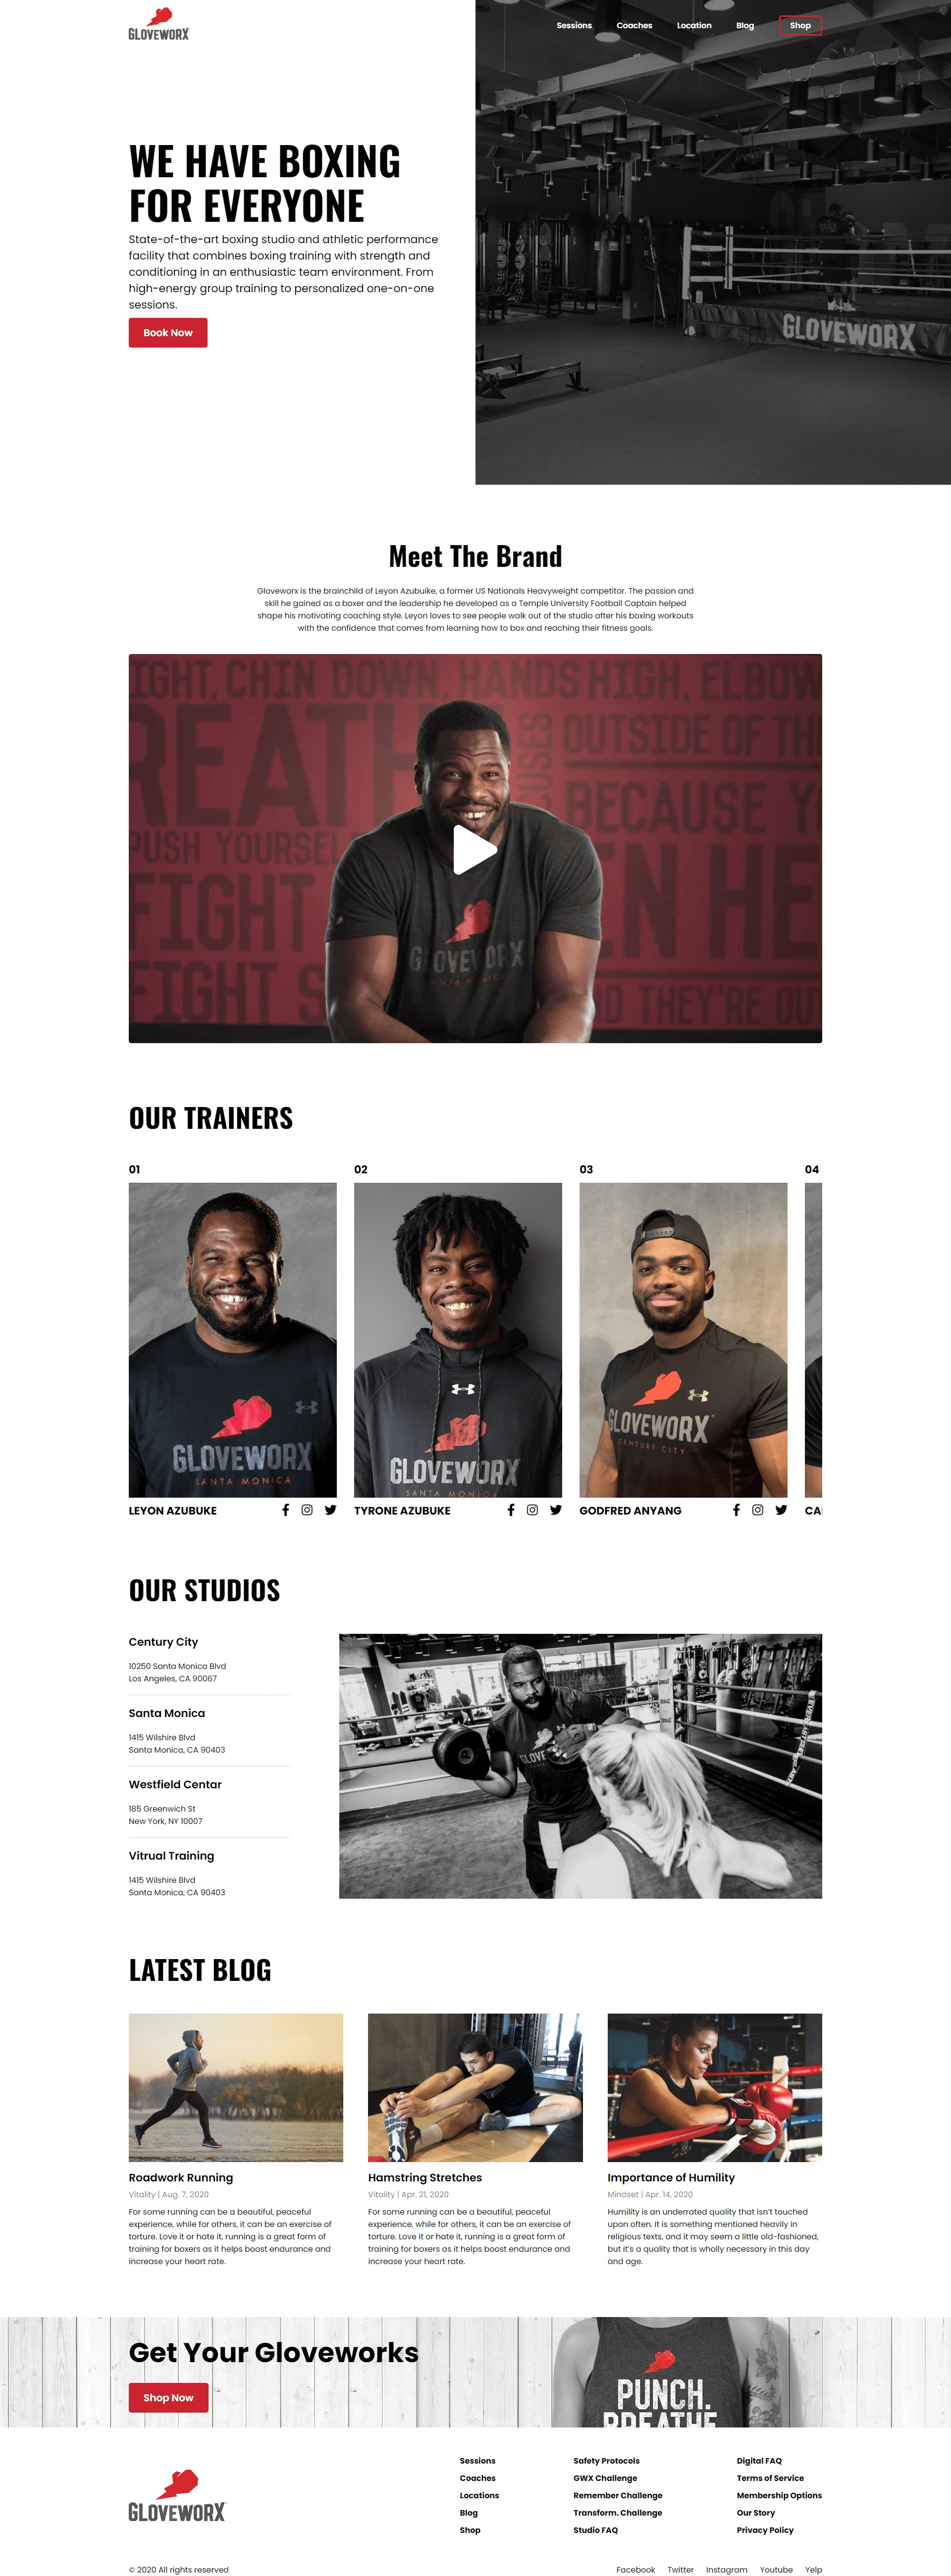 GLOVEWORX
Sessions Coaches Location Blog Shop
WE HAVE BOXING
FOR EVERYONE
State-of-the-art boxing studio and athletic performance
facility that combines boxing training with strength and
conditioning in an enthusiastic team environment. From
high-energy group training to personalized one-on-one
sessions.
Book Now
GLOVEWORX
Meet The Brand
Gloveworx is the brainchild of Leyon Azubuike, a former US Nationals Heavyweight competitor. The passion and
skill he gained as a boxer and the leadership he developed as a Temple University Football Captain helped
shape his motivating coaching style. Leyon loves to see people walk out of the studio after his boxing workouts
with the confidence that comes from learning how to box and reaching their fitness goals.
IGHT, CHIN DOWN, HANDS HIGH, ELBOW
REATH
OUTSIDE OF TH
BECAUSE Y
PUSH YOURSEL
FIGHT
N HE
FIGHT S
D THEY'RE OU
GLOVEWORX
SANTA MONICA
OUR TRAINERS
01
02
03
04
GLOVEWORX
SANTA MONICA
GLOVEWORX
SANTA MONICA
GLOVEWORX
CENTURY CITY
LEYON AZUBUKE
TYRONE AZUBUKE
GODFRED ANYANG
CA
OUR STUDIOS
Century City
10250 Santa Monica Blvd
Los Angeles, CA 90067
Santa Monica
1415 Wilshire Blvd
Santa Monica, CA 90403
Westfield Centar
185 Greenwich St
New York, NY 10007
Vitrual Training
1415 Wilshire Blvd
Santa Monica, CA 90403
GLOVE
LATEST BLOG
Roadwork Running
Vitality | Aug. 7, 2020
For some running can be a beautiful, peaceful
experience, while for others, it can be an exercise of
torture. Love it or hate it, running is a great form of
training for boxers as it helps boost endurance and
increase your heart rate.
Hamstring Stretches
Vitality | Apr. 21, 2020
For some running can be a beautiful, peaceful
experience, while for others, it can be an exercise of
torture. Love it or hate it, running is a great form of
training for boxers as it helps boost endurance and
increase your heart rate.
Importance of Humility
Mindset | Apr. 14, 2020
Humility is an underrated quality that isn't touched
upon often. It is something mentioned heavily in
religious texts, and it may seem a little old-fashioned,
but it's a quality that is wholly necessary in this day
and age.
Get Your Gloveworks
Shop Now
PUNCH.
BREATHE
GLOVEWORX
Sessions
Coaches
Locations
Blog
Shop
Safety Protocols
GWX Challenge
Remember Challenge
Transform. Challenge
Studio FAQ
Digital FAQ
Terms of Service
Membership Options
Our Story
Privacy Policy
© 2020 All rights reserved
Facebook Twitter Instagram Youtube Yelp